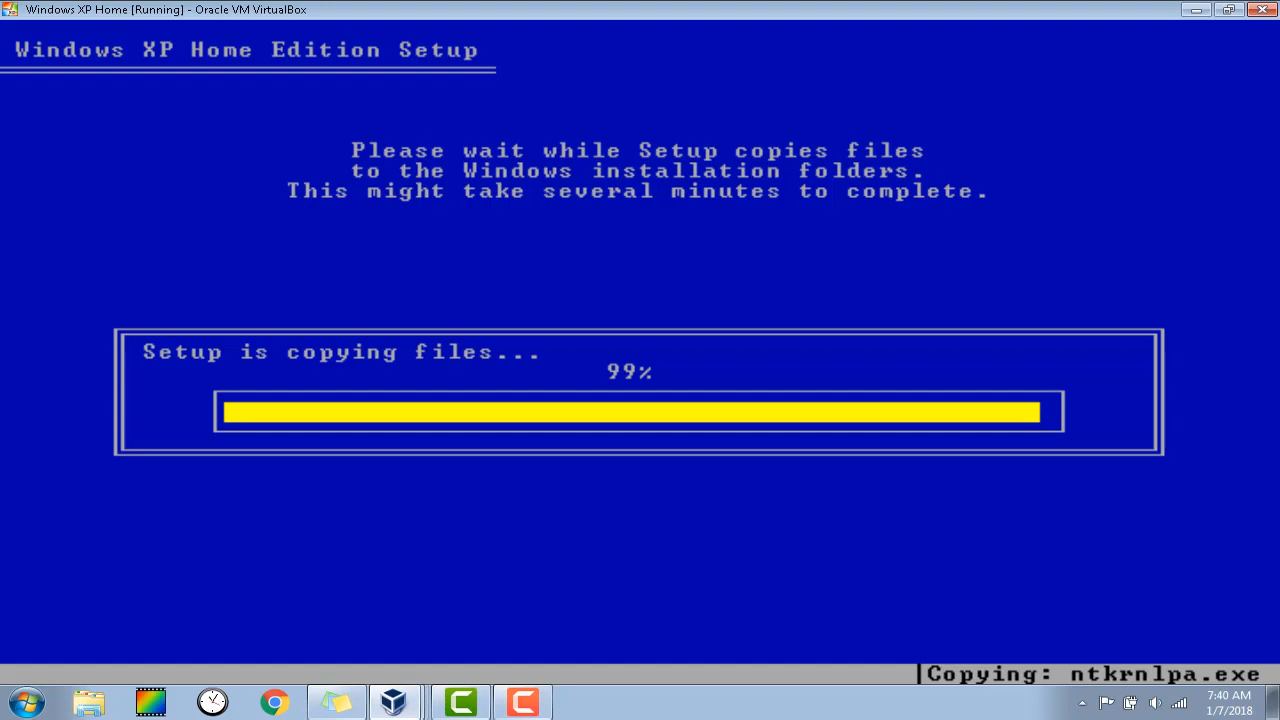 Windows XP Home [Running] - Oracle VM VirtualBox
Windows XP Home Edition Setup
Please wait while Setup copies files
to the Windows installation folders.
This might take several minutes to complete.
Setup is copying files...
99%
Copying: ntkrnlpa.exe
7:40 AM
1/7/2018